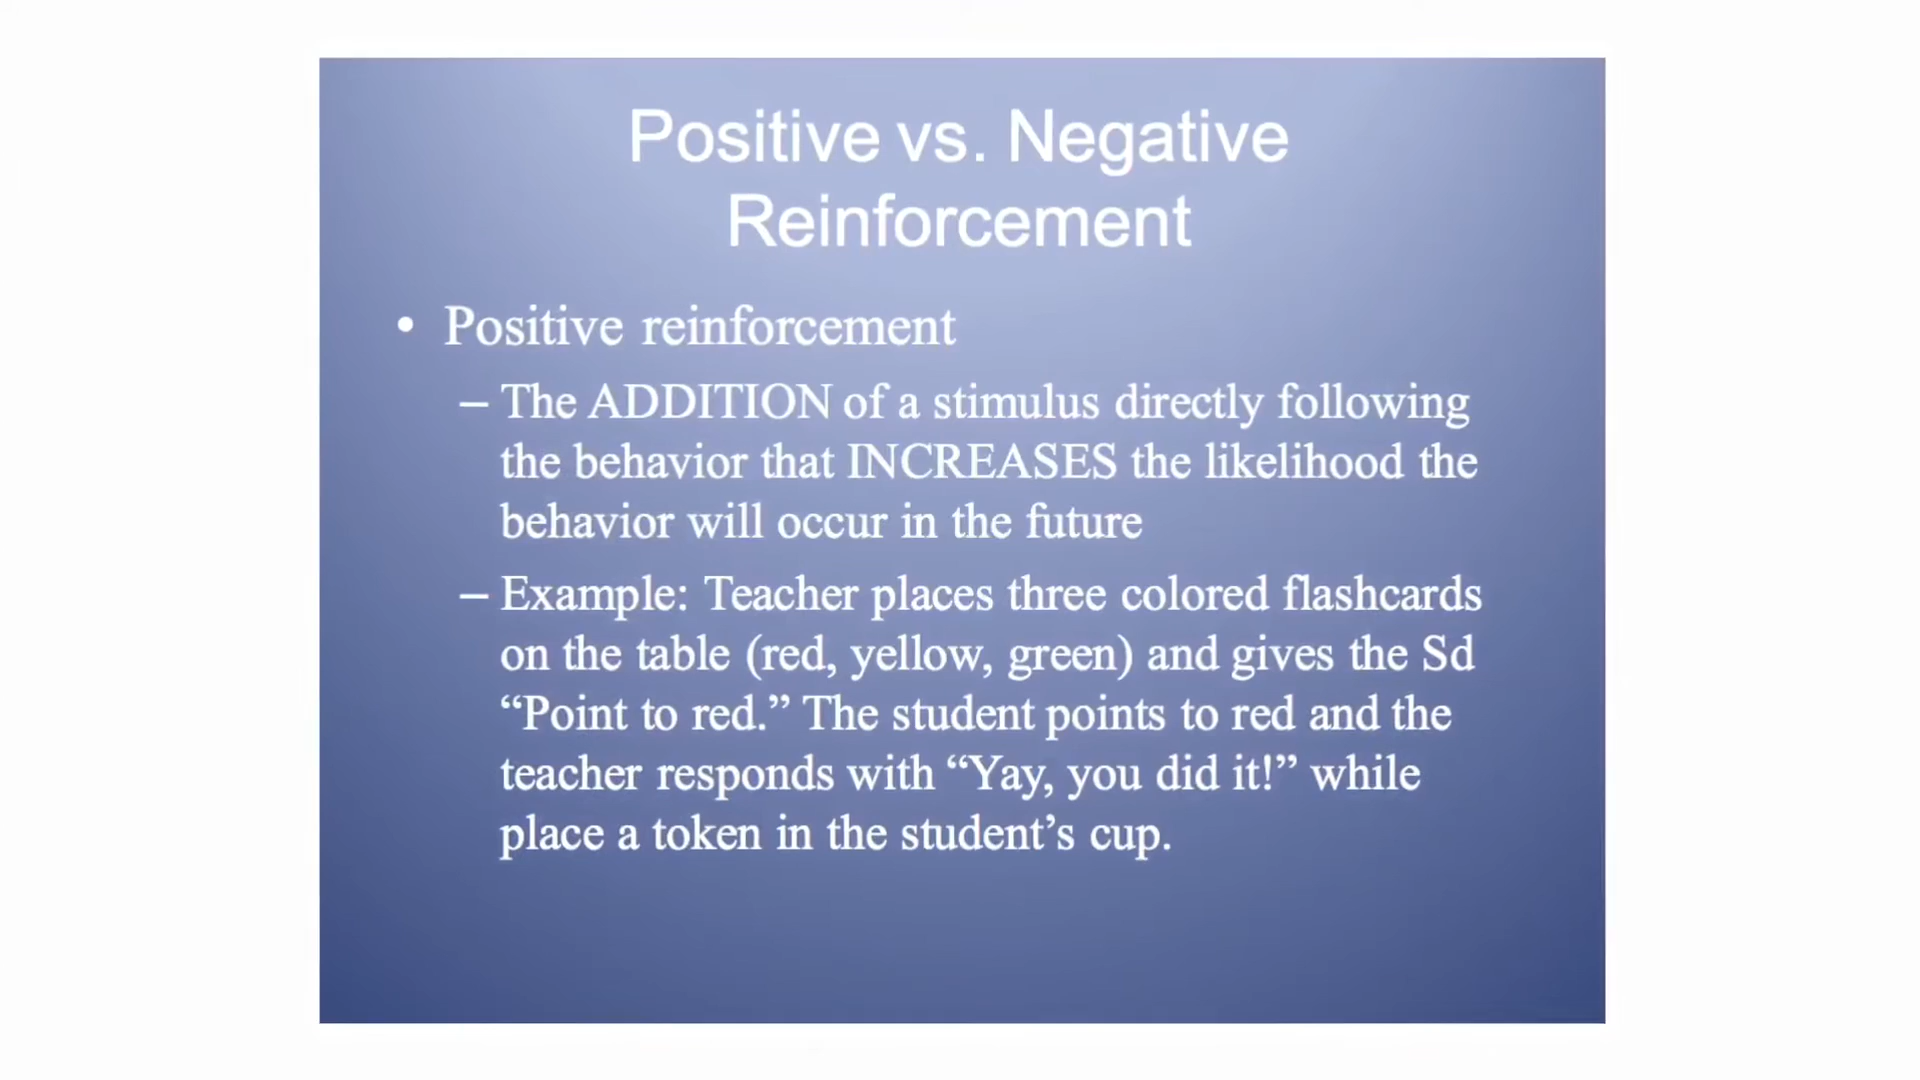 Positive vs. Negative
Reinforcement
• Positive reinforcement
– The ADDITION of a stimulus directly following
the behavior that INCREASES the likelihood the
behavior will occur in the future
– Example: Teacher places three colored flashcards
on the table (red, yellow, green) and gives the Sd
“Point to red.” The student points to red and the
teacher responds with “Yay, you did it!” while
place a token in the student’s cup.